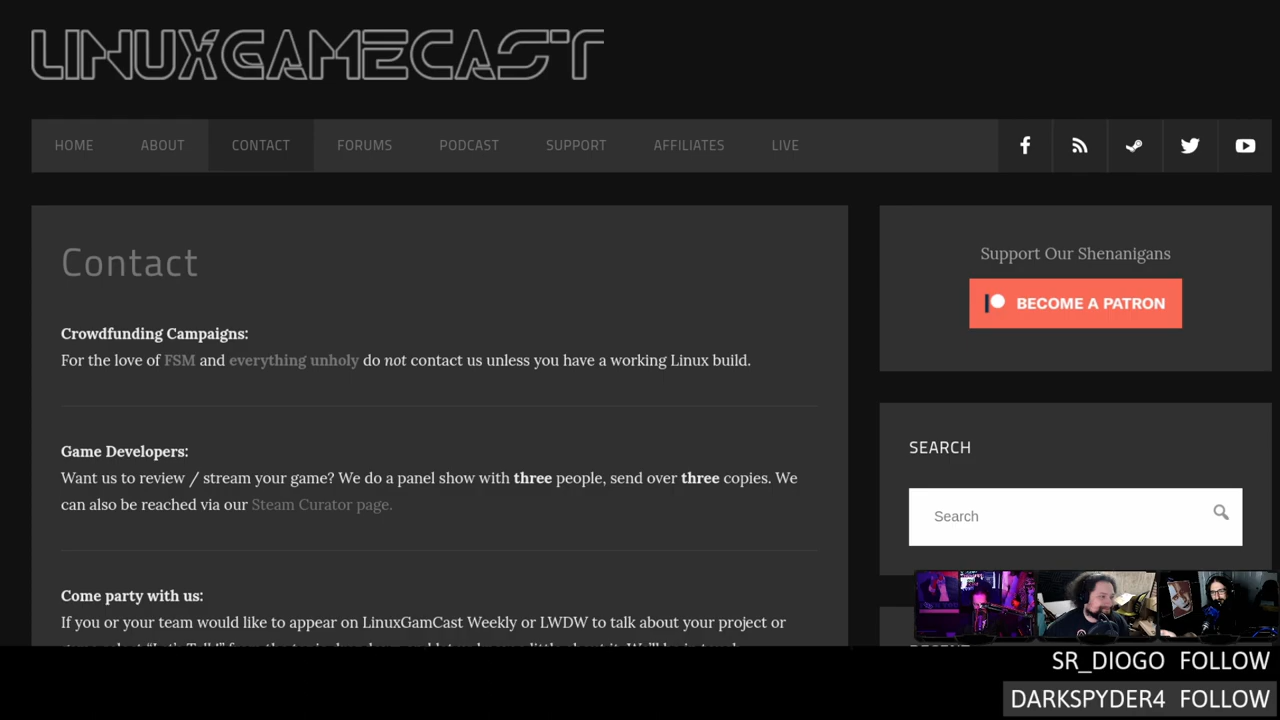 LINUXGAMECAST
HOME ABOUT CONTACT FORUMS PODCAST SUPPORT AFFILIATES LIVE
Contact
Crowdfunding Campaigns:
For the love of FSM and everything unholy do not contact us unless you have a working Linux build.
Game Developers:
Want us to review / stream your game? We do a panel show with three people, send over three copies. We
can also be reached via our Steam Curator page.
Come party with us:
If you or your team would like to appear on LinuxGamCast Weekly or LWDW to talk about your project or
Support Our Shenanigans
BECOME A PATRON
SEARCH
Search
SR_DIOGO FOLLOW
DARKSPYDER4 FOLLOW